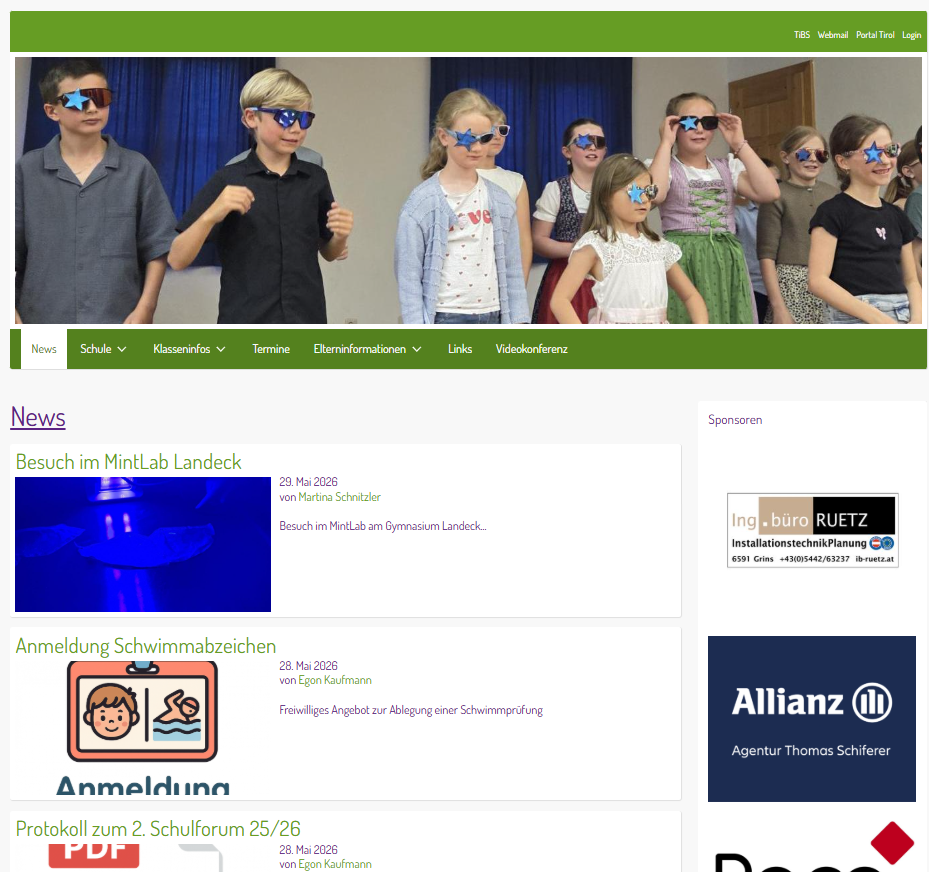 TiBS Webmail Portal Tirol Login
News Schule Klasseninfos Termine Elterninformationen Links Videokonferenz
News
Besuch im MintLab Landeck
29. Mai 2026
von Martina Schnitzler
Besuch im MintLab am Gymnasium Landeck...
Anmeldung Schwimmabzeichen
28. Mai 2026
von Egon Kaufmann
Freiwilliges Angebot zur Ablegung einer Schwimmprüfung
Anmeldung
Protokoll zum 2. Schulforum 25/26
PDF
28. Mai 2026
von Egon Kaufmann
Sponsoren
Ing.büro RUETZ
InstallationstechnikPlanung
6591 Grins +43(0)5442/63237 ib-ruetz.at
Allianz
Agentur Thomas Schiferer